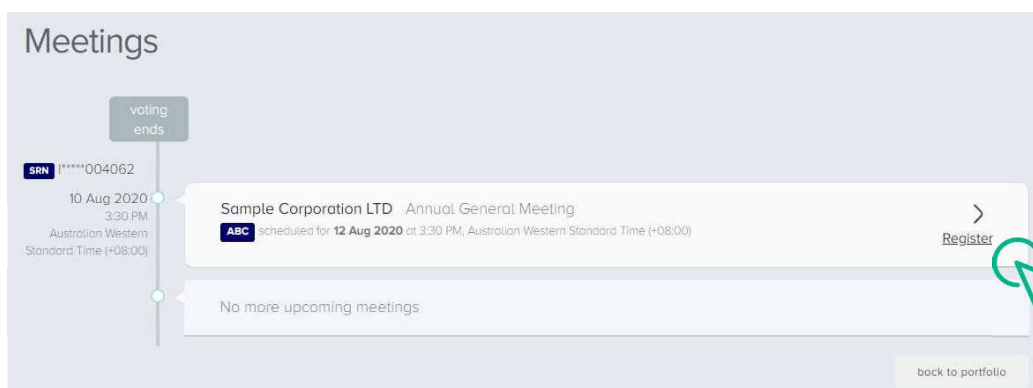 Meetings
voting
ends
SRN I*****004062
10 Aug 2020
3:30 PM
Australian Western
Standard Time (+08:00)
Sample Corporation LTD Annual General Meeting
ABC scheduled for 12 Aug 2020 at 3:30 PM, Australian Western Standard Time (+08:00)
Register
No more upcoming meetings
back to portfolio